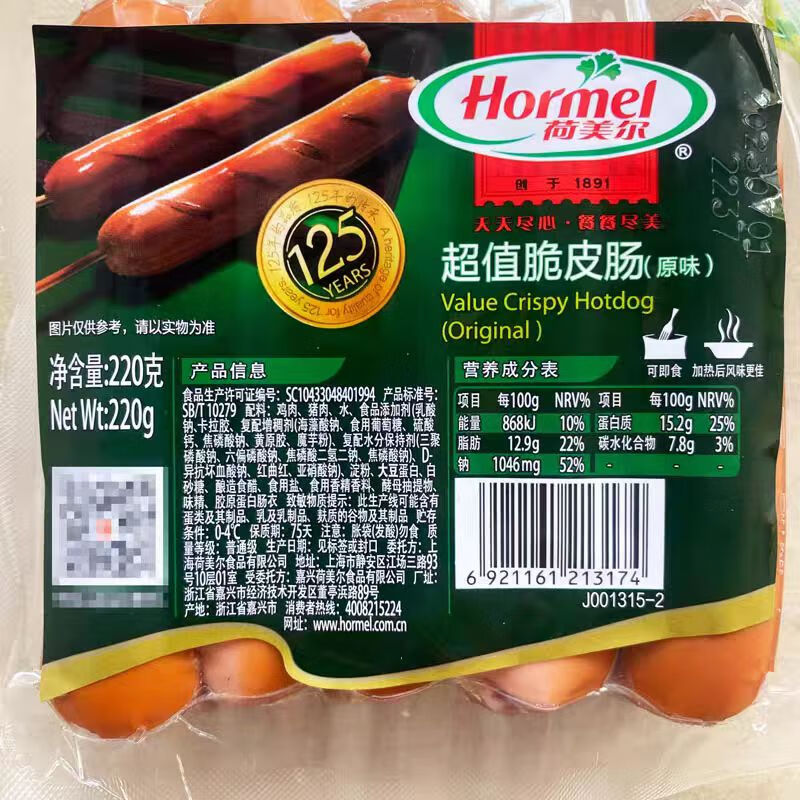 Hormel
荷美尔
®
创于1891
天天尽心·餐餐尽美
125
YEARS
125年的品质 125年的传承 A heritage of quality for 125 years
超值脆皮肠(原味)
Value Crispy Hotdog
(Original)
可即食 加热后风味更佳
2237
图片仅供参考，请以实物为准
净含量:220克
Net Wt:220g
产品信息
食品生产许可证编号：SC10433048401994 产品标准号：
SB/T 10279 配料：鸡肉、猪肉、水、食品添加剂(乳酸
钠、卡拉胶、复配增稠剂(海藻酸钠、食用葡萄糖、硫酸
钙、焦磷酸钠、黄原胶、魔芋粉)、复配水分保持剂(三聚
磷酸钠、六偏磷酸钠、焦磷酸二氢二钠、焦磷酸钠)、D-
异抗坏血酸钠、红曲红、亚硝酸钠)、淀粉、大豆蛋白、白
砂糖、酿造食醋、食用盐、食用香精香料、酵母抽提物、
味精、胶原蛋白肠衣 致敏物质提示：此生产线可能含有
蛋类及其制品、乳及乳制品、麸质的谷物及其制品 贮存
条件：0-4℃ 保质期：75天 注意：胀袋(发酸)勿食 质
量等级：普通级 生产日期：见标签或封口 委托方：上
海荷美尔食品有限公司 地址：上海市静安区江场三路93
号10层01室 受委托方：嘉兴荷美尔食品有限公司 厂址：
浙江省嘉兴市经济技术开发区董亭浜路89号
产地：浙江省嘉兴市 消费者热线：4008215224
网址：www.hormel.com.cn
营养成分表
项目 每100g NRV% 项目 每100g NRV%
能量 868kJ 10% 蛋白质 15.2g 25%
脂肪 12.9g 22% 碳水化合物 7.8g 3%
钠 1046mg 52% - - -
6 921161 213174
J001315-2